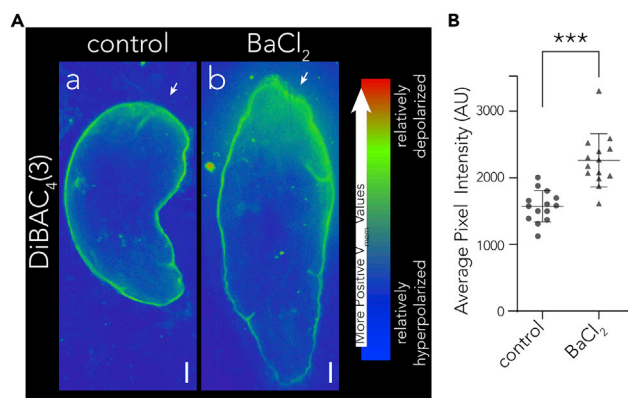 A
control
BaCl₂
a
b
DiBAC₄(3)
More Positive Vmem Values
relatively depolarized
relatively hyperpolarized
B
***
Average Pixel Intensity (AU)
3000
2000
1000
0
control
BaCl₂